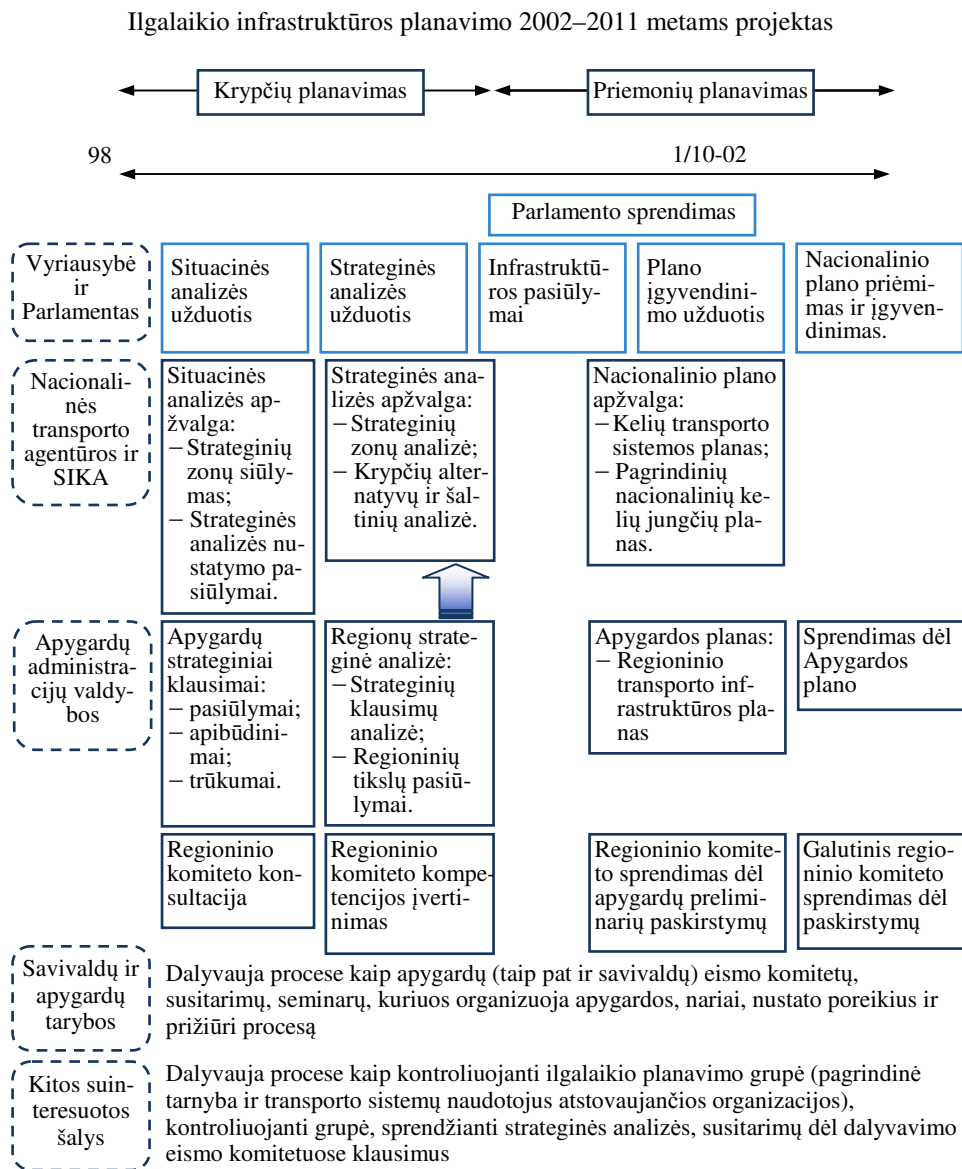 Ilgalaikio infrastruktūros planavimo 2002–2011 metams projektas
Krypčių planavimas
Priemonių planavimas
98
1/10-02
Parlamento sprendimas
Vyriausybė
ir
Parlamentas
Situacinės
analizės
užduotis
Strateginės
analizės
užduotis
Infrastruktū-
ros pasiūly-
mai
Plano
įgyvendini-
mo užduotis
Nacionalinio
plano priėmi-
mas ir įgyven-
dinimas.
Nacionali-
nės
transporto
agentūros ir
SIKA
Situacinės
analizės ap-
žvalga:
– Strateginių
zonų siūly-
mas;
– Strateginės
analizės nu-
statymo pa-
siūlymai.
Strateginės ana-
lizės apžvalga:
– Strateginių
zonų analizė;
– Krypčių alter-
natyvų ir šal-
tinių analizė.
Nacionalinio plano
apžvalga:
– Kelių transporto
sistemos planas;
– Pagrindinių
nacionalinių ke-
lių jungčių pla-
nas.
Apygardų
administra-
cijų valdy-
bos
Apygardų
strateginiai
klausimai:
– pasiūlymai;
– apibūdini-
mai;
– trūkumai.
Regionų strate-
ginė analizė:
– Strateginių
klausimų
analizė;
– Regioninių
tikslų pasiū-
lymai.
Apygardos planas:
– Regioninio
transporto inf-
rastruktūros pla-
nas
Sprendimas dėl
Apygardos
plano
Regioninio
komiteto kon-
sultacija
Regioninio
komiteto kompe-
tencijos įverti-
nimas
Regioninio komite-
to sprendimas dėl
apygardų prelimi-
narių paskirstymų
Galutinis regio-
ninio komiteto
sprendimas dėl
paskirstymų
Savivaldų ir
apygardų
tarybos
Dalyvauja procese kaip apygardų (taip pat ir savivaldų) eismo komitetų,
susitarimų, seminarų, kuriuos organizuoja apygardos, nariai, nustato poreikius ir
prižiūri procesą
Kitos suin-
teresuotos
šalys
Dalyvauja procese kaip kontroliuojanti ilgalaikio planavimo grupė (pagrindinė
tarnyba ir transporto sistemų naudotojus atstovaujančios organizacijos),
kontroliuojanti grupė, sprendžianti strateginės analizės, susitarimų dėl dalyvavimo
eismo komitetuose klausimus